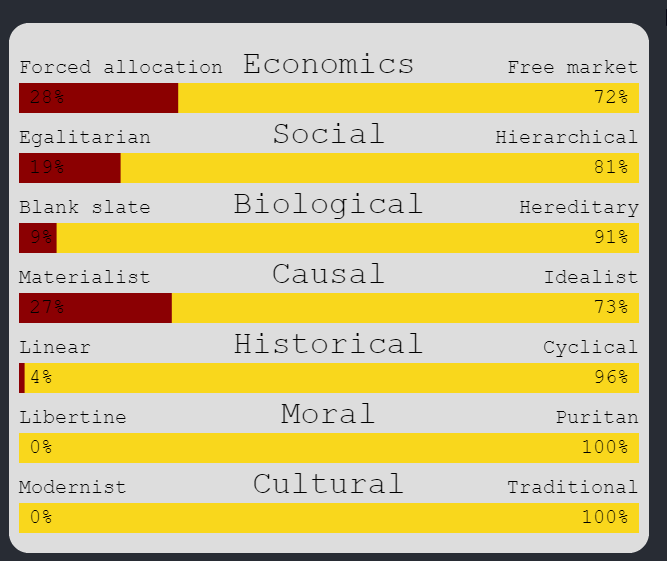 Forced allocation Economics Free market
28% 72%
Egalitarian Social Hierarchical
19% 81%
Blank slate Biological Hereditary
9% 91%
Materialist Causal Idealist
27% 73%
Linear Historical Cyclical
4% 96%
Libertine Moral Puritan
0% 100%
Modernist Cultural Traditional
0% 100%